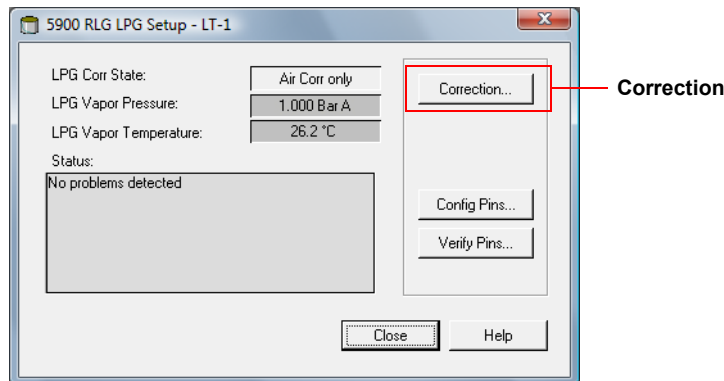 5900 RLG LPG Setup - LT-1
LPG Corr State: Air Corr only
LPG Vapor Pressure: 1.000 Bar A
LPG Vapor Temperature: 26.2 °C
Status:
No problems detected
Correction...
Config Pins...
Verify Pins...
Close Help
Correction